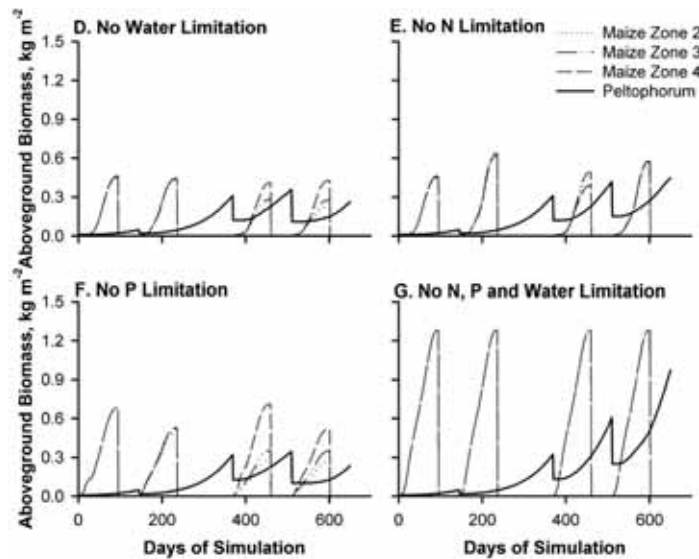 D. No Water Limitation
E. No N Limitation
Maize Zone 2
Maize Zone 3
Maize Zone 4
Peltophorum
Aboveground Biomass, kg m-2
1.5
1.2
0.9
0.6
0.3
0.0
F. No P Limitation
G. No N, P and Water Limitation
Aboveground Biomass, kg m-2
1.5
1.2
0.9
0.6
0.3
0.0
0 200 400 600 0 200 400 600
Days of Simulation Days of Simulation